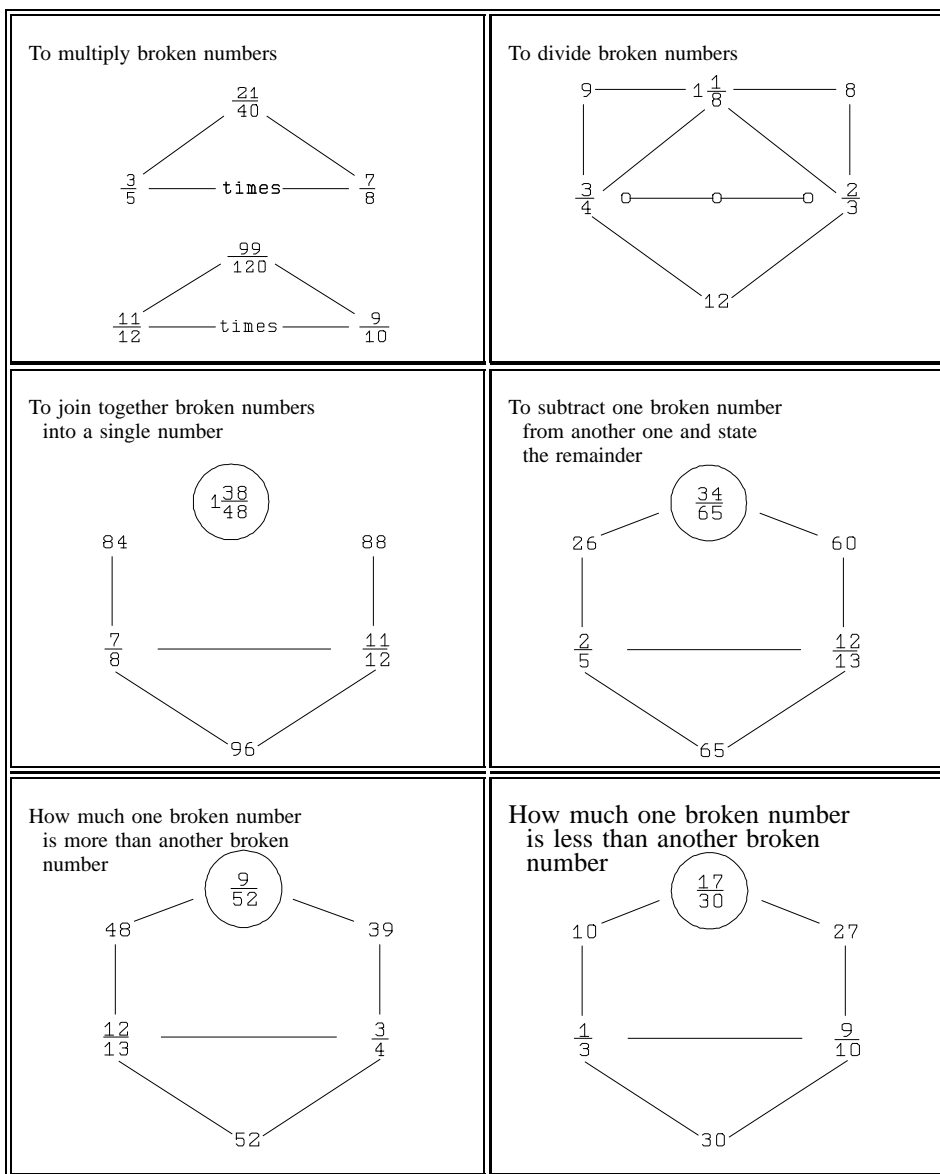 To multiply broken numbers
21/40
3/5 times 7/8
99/120
11/12 times 9/10
To divide broken numbers
9 1 1/8 8
3/4 2/3
12
To join together broken numbers
into a single number
1 38/48
84 88
7/8 11/12
96
To subtract one broken number
from another one and state
the remainder
34/65
26 60
2/5 12/13
65
How much one broken number
is more than another broken
number
9/52
48 39
12/13 3/4
52
How much one broken number
is less than another broken
number
17/30
10 27
1/3 9/10
30